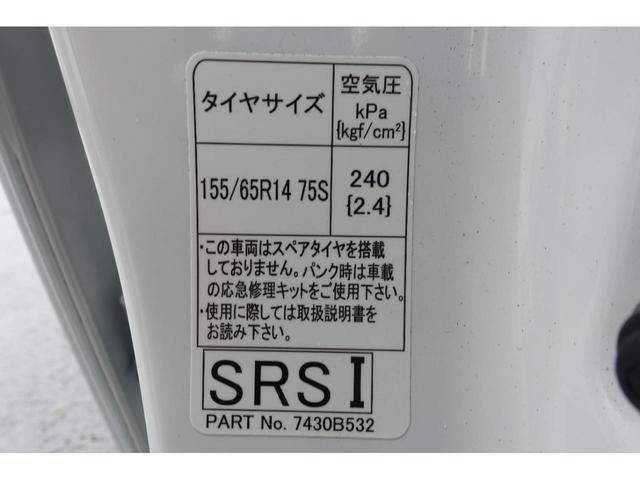 タイヤサイズ
空気圧
kPa
{kgf/cm²}
155/65R14 75S
240
{2.4}
・この車両はスペアタイヤを搭載
しておりません。パンク時は車載
の応急修理キットをご使用下さい。
・使用に際しては取扱説明書を
お読み下さい。
SRS I
PART No. 7430B532